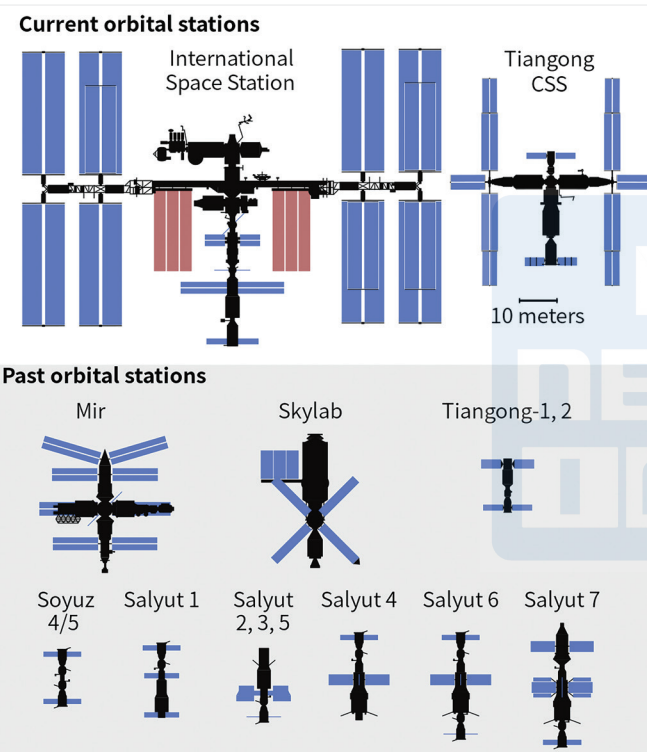 Current orbital stations
International
Space Station
Tiangong
CSS
10 meters
Past orbital stations
Mir
Skylab
Tiangong-1, 2
Soyuz
4/5
Salyut 1
Salyut
2, 3, 5
Salyut 4
Salyut 6
Salyut 7